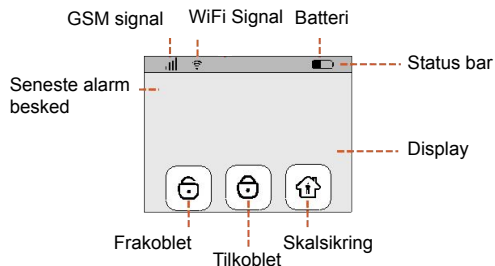 GSM signal
WiFi Signal
Batteri
Status bar
Seneste alarm
besked
Display
Frakoblet
Tilkoblet
Skalsikring